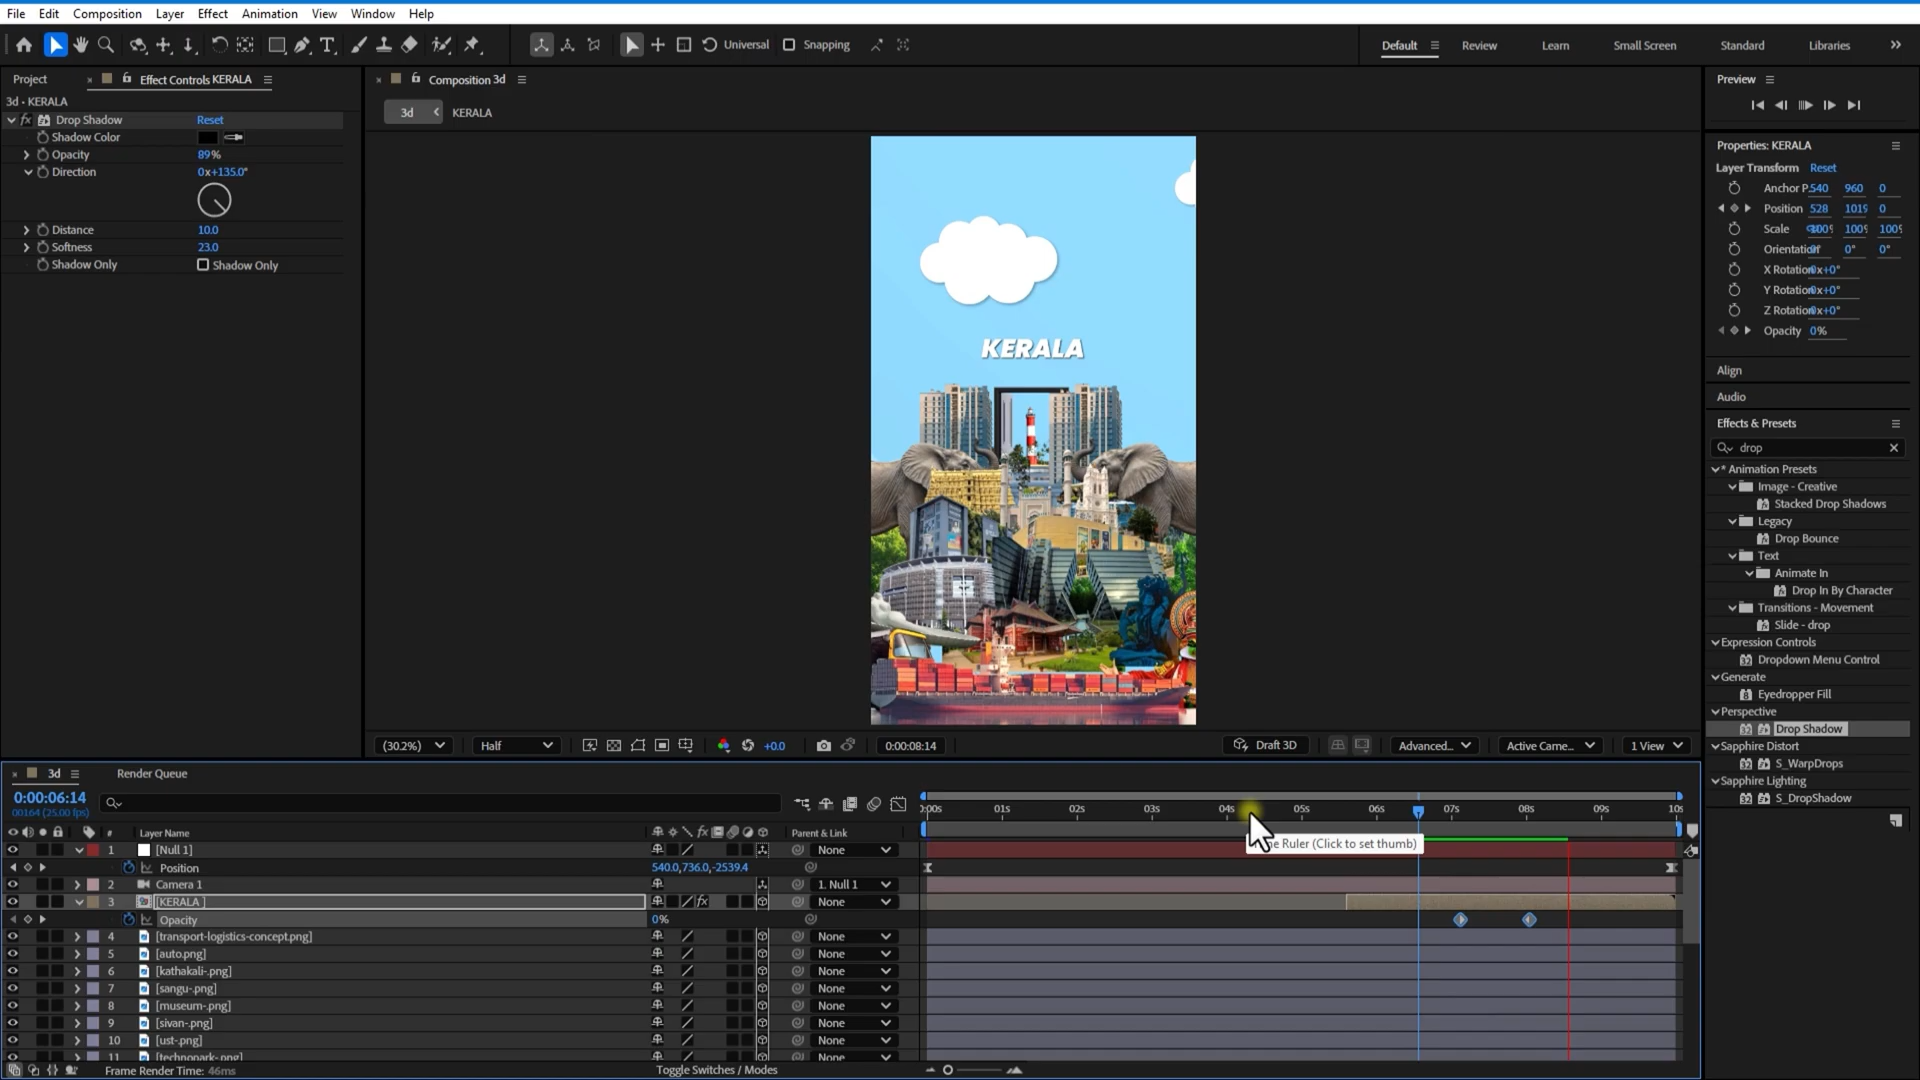 File Edit Composition Layer Effect Animation View Window Help
Universal Snapping Default Review Learn Small Screen Standard Libraries
Project Effect Controls KERALA
3d • KERALA
Drop Shadow Reset
Shadow Color
Opacity 89%
Direction 0x+135.0°
Distance 10.0
Softness 23.0
Shadow Only Shadow Only
Composition 3d
3d KERALA
KERALA
(30.2%) Half +0.0 0:00:08:14 Draft 3D Advanced... Active Came... 1 View
Preview
Properties: KERALA
Layer Transform Reset
Anchor P. 540 960 0
Position 528 1019 0
Scale 100% 100% 100%
Orientation 0° 0° 0°
X Rotation 0x+0°
Y Rotation 0x+0°
Z Rotation 0x+0°
Opacity 0%
Align
Audio
Effects & Presets
drop
* Animation Presets
Image - Creative
Stacked Drop Shadows
Legacy
Drop Bounce
Text
Animate In
Drop In By Character
Transitions - Movement
Slide - drop
Expression Controls
Dropdown Menu Control
Generate
Eyedropper Fill
Perspective
Drop Shadow
Sapphire Distort
S_WarpDrops
Sapphire Lighting
S_DropShadow
3d Render Queue
0:00:06:14
00164 (25.00 fps)
:00s 01s 02s 03s 04s 05s 06s 07s 08s 09s 10s
# Layer Name Parent & Link
Ruler (Click to set thumb)
1 [Null 1] None
Position 540.0,736.0,-2539.4
2 Camera 1 1. Null 1
3 [KERALA ] None
Opacity 0%
4 [transport-logistics-concept.png] None
5 [auto.png] None
6 [kathakali-.png] None
7 [sangu-.png] None
8 [museum-.png] None
9 [sivan-.png] None
10 [ust-.png] None
11 [technopark-.png] None
Frame Render Time: 46ms Toggle Switches / Modes